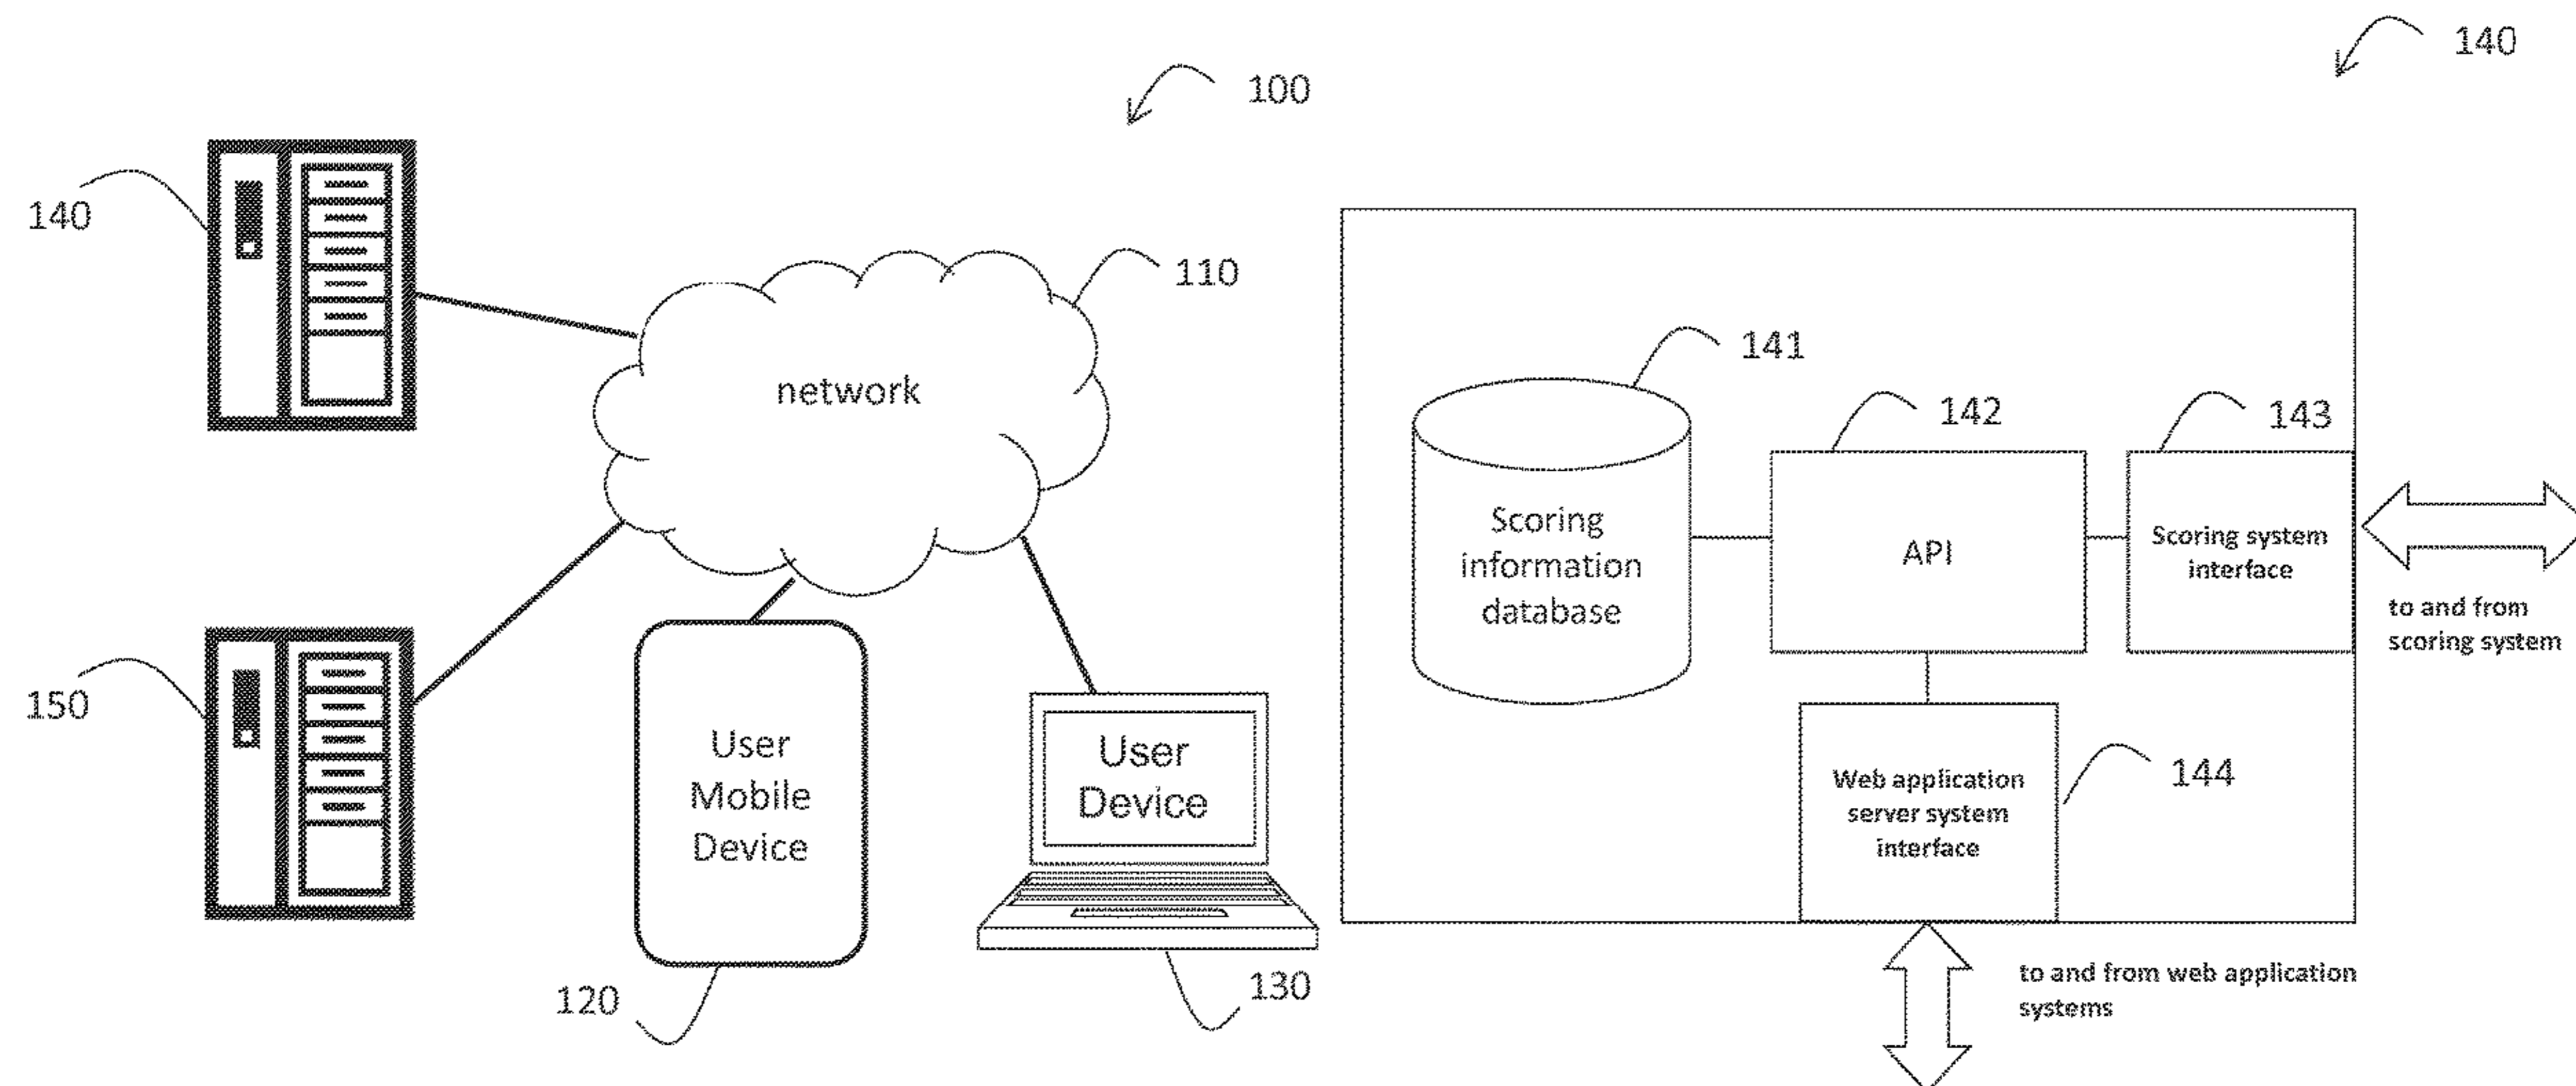 100
140
140
110
network
150
User
Mobile
Device
120
User
Device
130
141
142
143
Scoring
information
database
API
Scoring system
interface
to and from
scoring system
Web application
server system
interface
144
to and from web application
systems